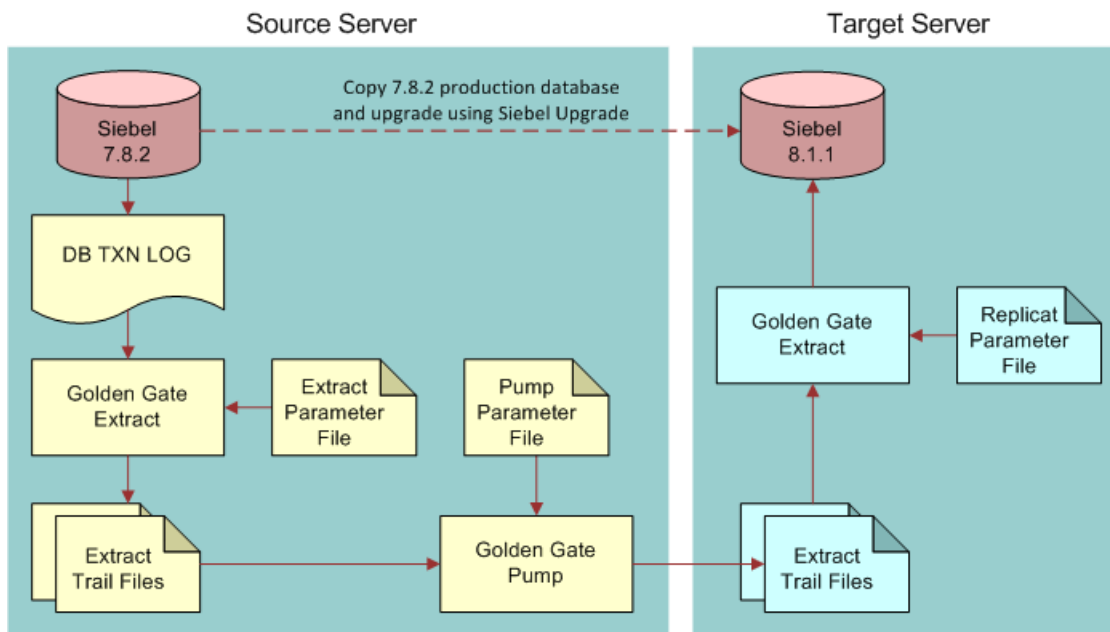 Source Server
Target Server
Copy 7.8.2 production database
and upgrade using Siebel Upgrade
Siebel
7.8.2
Siebel
8.1.1
DB TXN LOG
Golden Gate
Extract
Extract
Parameter
File
Pump
Parameter
File
Golden Gate
Extract
Replicat
Parameter
File
Extract
Trail Files
Golden Gate
Pump
Extract
Trail Files